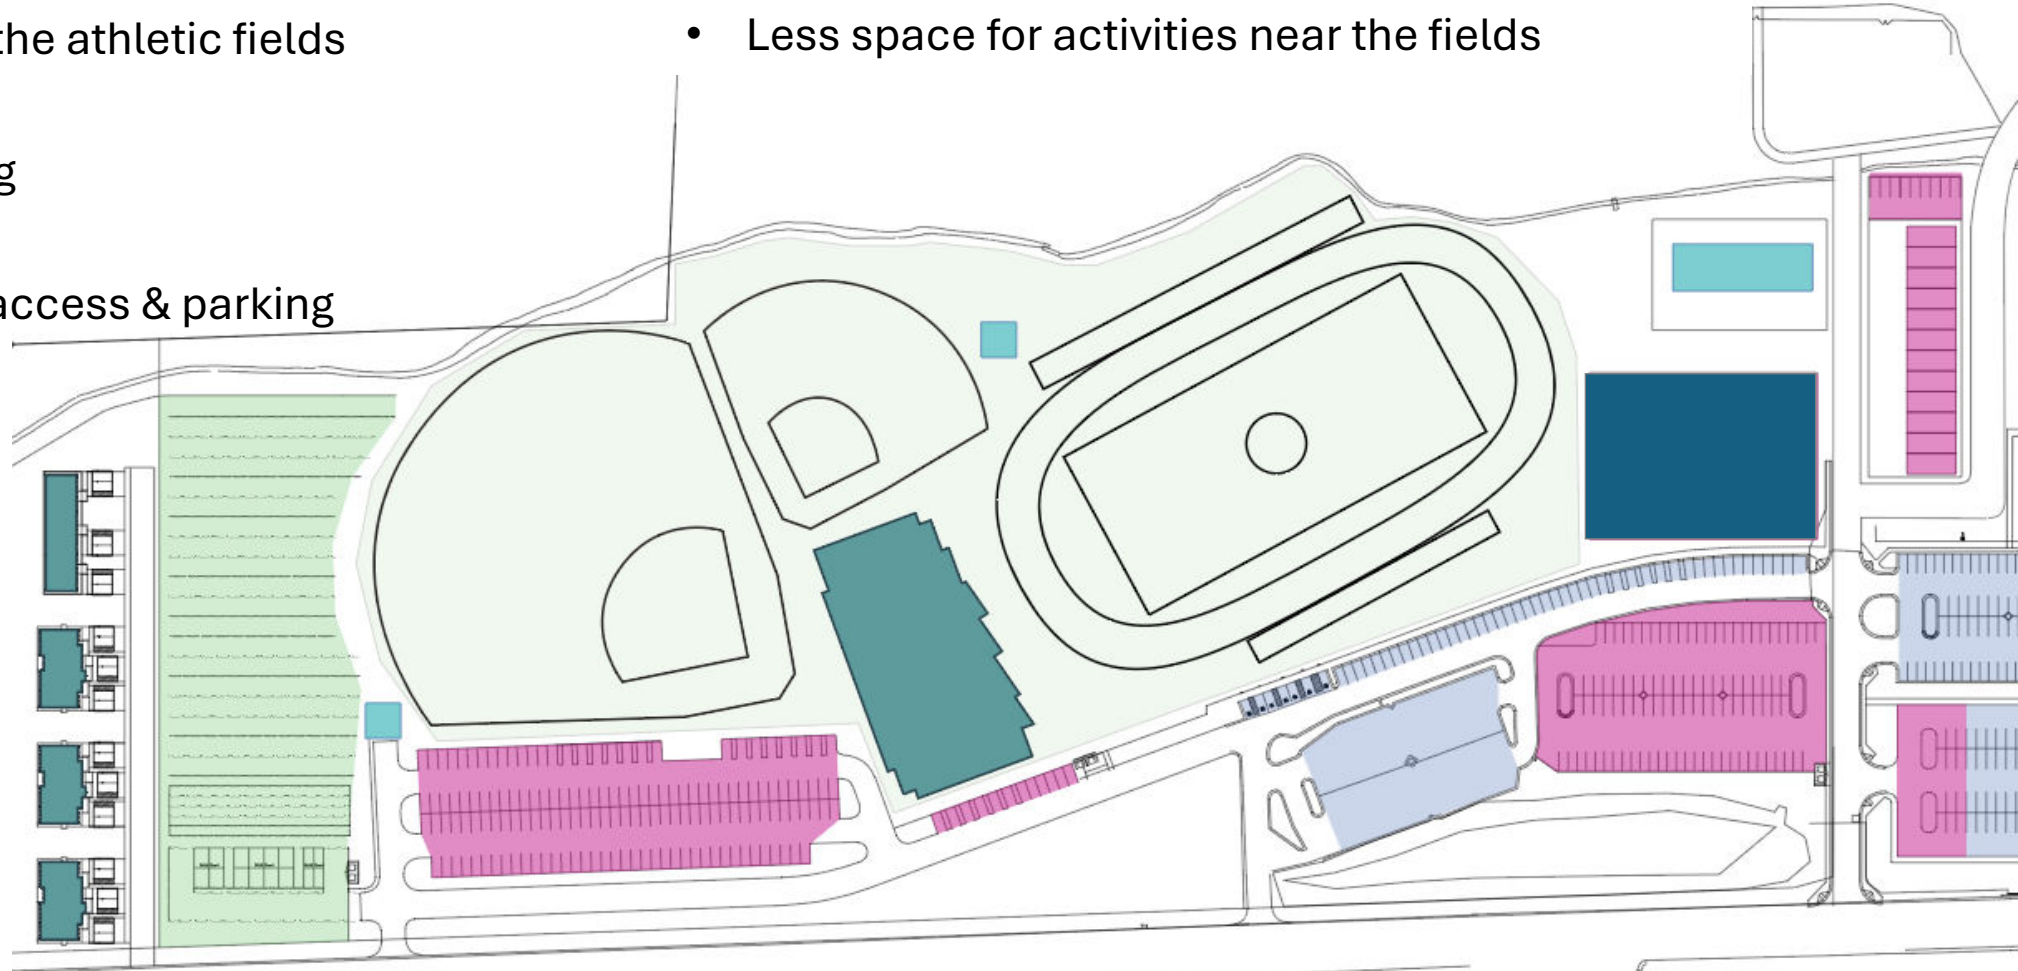 the athletic fields
• Less space for activities near the fields
g
access & parking